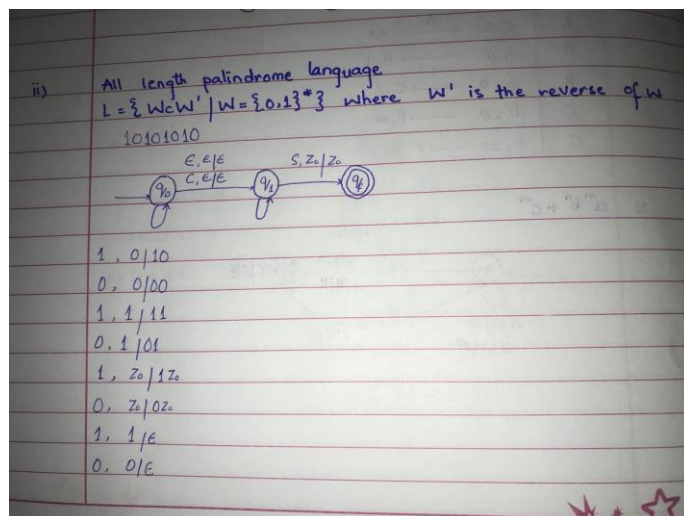 ii) All length palindrome language
L = { WcW' | W = {0,1}* } where W' is the reverse of W
10101010
ϵ, ϵ/ϵ
C, ϵ/ϵ
S, Z₀/Z₀
q₀ q₁ qf
1, 0/10
0, 0/00
1, 1/11
0, 1/01
1, Z₀/1Z₀
0, Z₀/0Z₀
1, 1/ϵ
0, 0/ϵ